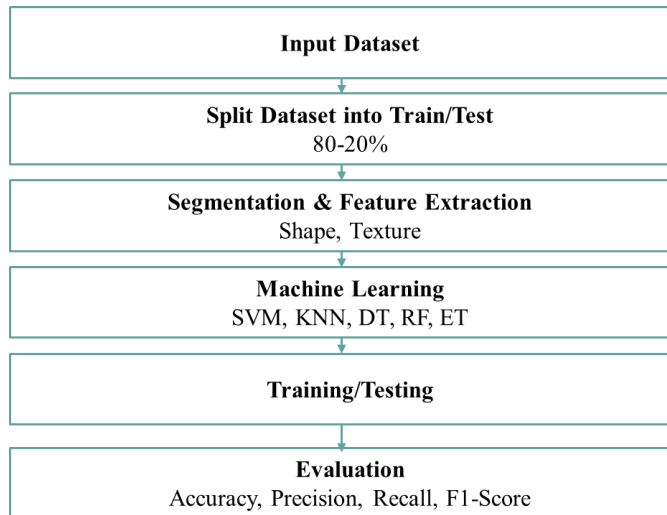 Input Dataset
Split Dataset into Train/Test
80-20%
Segmentation & Feature Extraction
Shape, Texture
Machine Learning
SVM, KNN, DT, RF, ET
Training/Testing
Evaluation
Accuracy, Precision, Recall, F1-Score